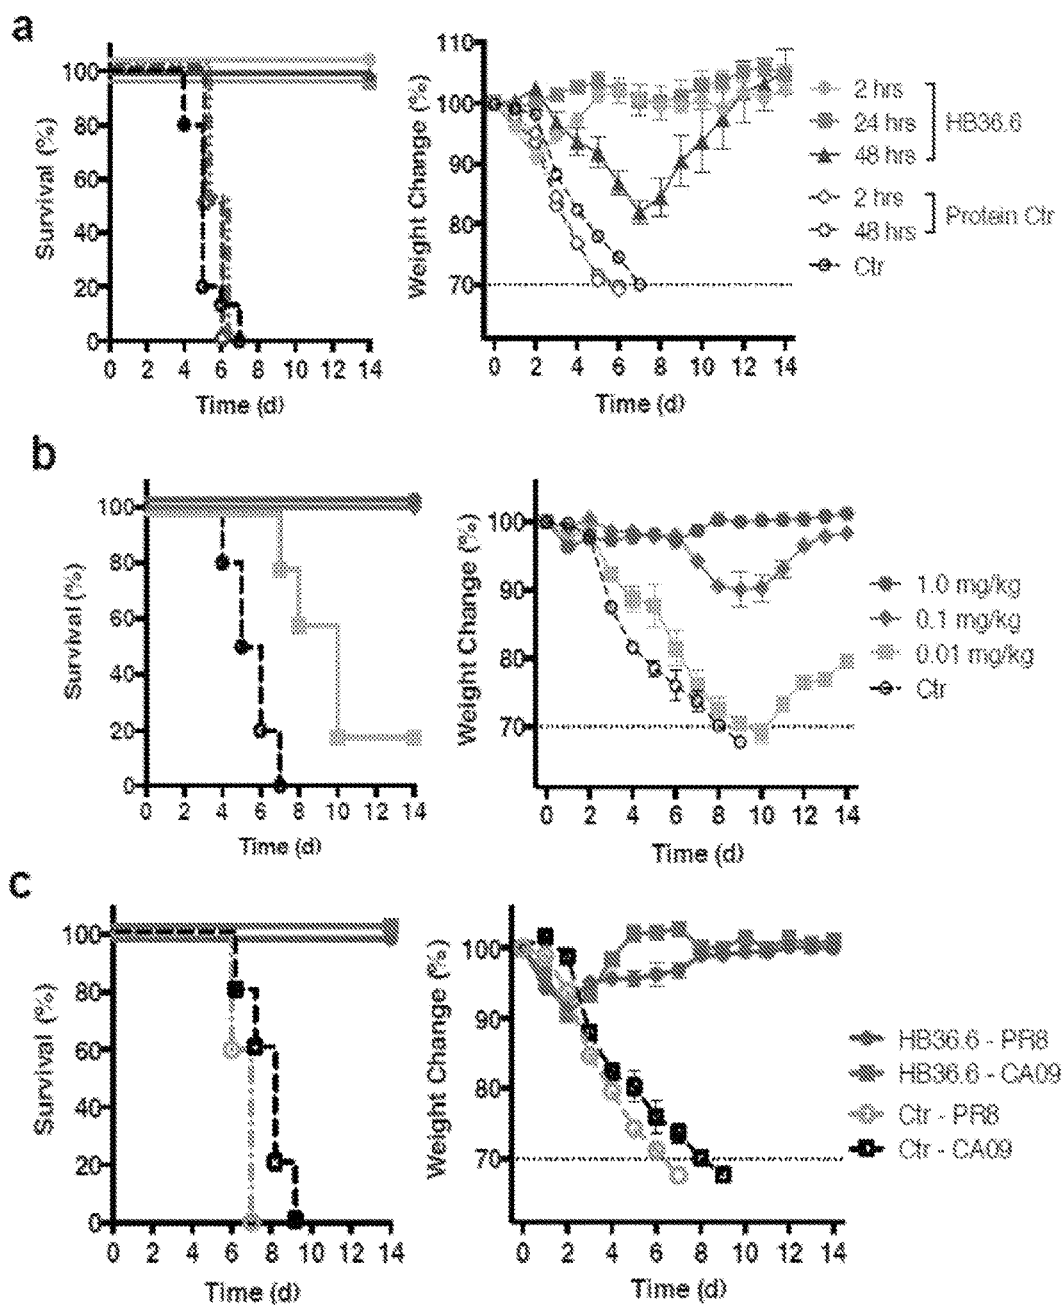 a
Survival (%)
100
80
60
40
20
0
0 2 4 6 8 10 12 14
Time (d)
Weight Change (%)
110
100
90
80
70
0 2 4 6 8 10 12 14
Time (d)
2 hrs
24 hrs
48 hrs
HB36.6
2 hrs
48 hrs
Protein Ctr
Ctr
b
Survival (%)
100
80
60
40
20
0
0 2 4 6 8 10 12 14
Time (d)
Weight Change (%)
100
90
80
70
0 2 4 6 8 10 12 14
Time (d)
1.0 mg/kg
0.1 mg/kg
0.01 mg/kg
Ctr
c
Survival (%)
100
80
60
40
20
0
0 2 4 6 8 10 12 14
Time (d)
Weight Change (%)
100
90
80
70
0 2 4 6 8 10 12 14
Time (d)
HB36.6 - PR8
HB36.6 - CA09
Ctr - PR8
Ctr - CA09